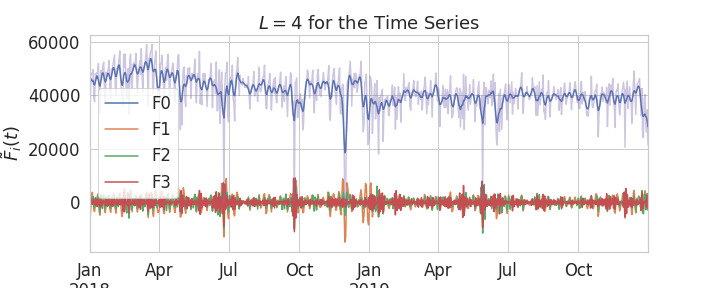 L = 4 for the Time Series
60000
40000
20000
0
F̃ᵢ(t)
F0
F1
F2
F3
Jan Apr Jul Oct Jan Apr Jul Oct
2018 2019